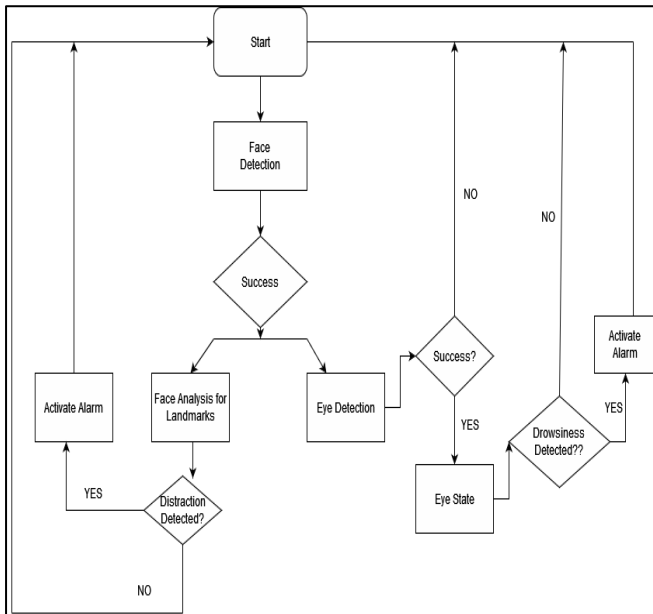 Start
Face
Detection
NO
NO
Success
Success?
Activate
Alarm
Activate Alarm
Face Analysis for
Landmarks
Eye Detection
YES
YES
Drowsiness
Detected??
YES
Distraction
Detected?
Eye State
NO